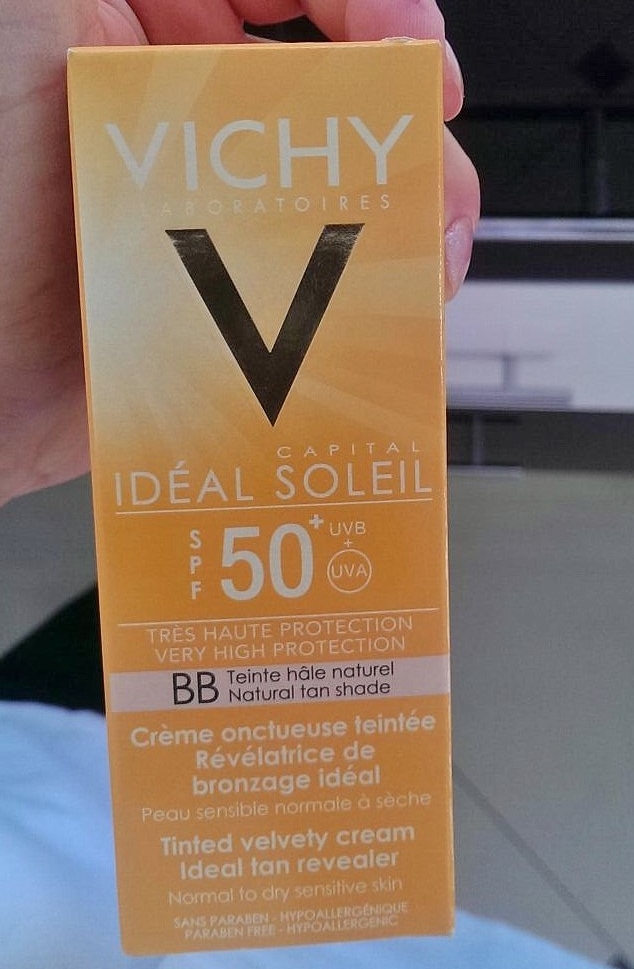 VICHY
LABORATOIRES
V
CAPITAL
IDÉAL SOLEIL
SPF 50+ UVB
+
UVA
TRÈS HAUTE PROTECTION
VERY HIGH PROTECTION
BB Teinte hâle naturel
Natural tan shade
Crème onctueuse teintée
Révélatrice de
bronzage idéal
Peau sensible normale à sèche
Tinted velvety cream
Ideal tan revealer
Normal to dry sensitive skin
SANS PARABEN - HYPOALLERGÉNIQUE
PARABEN FREE - HYPOALLERGENIC